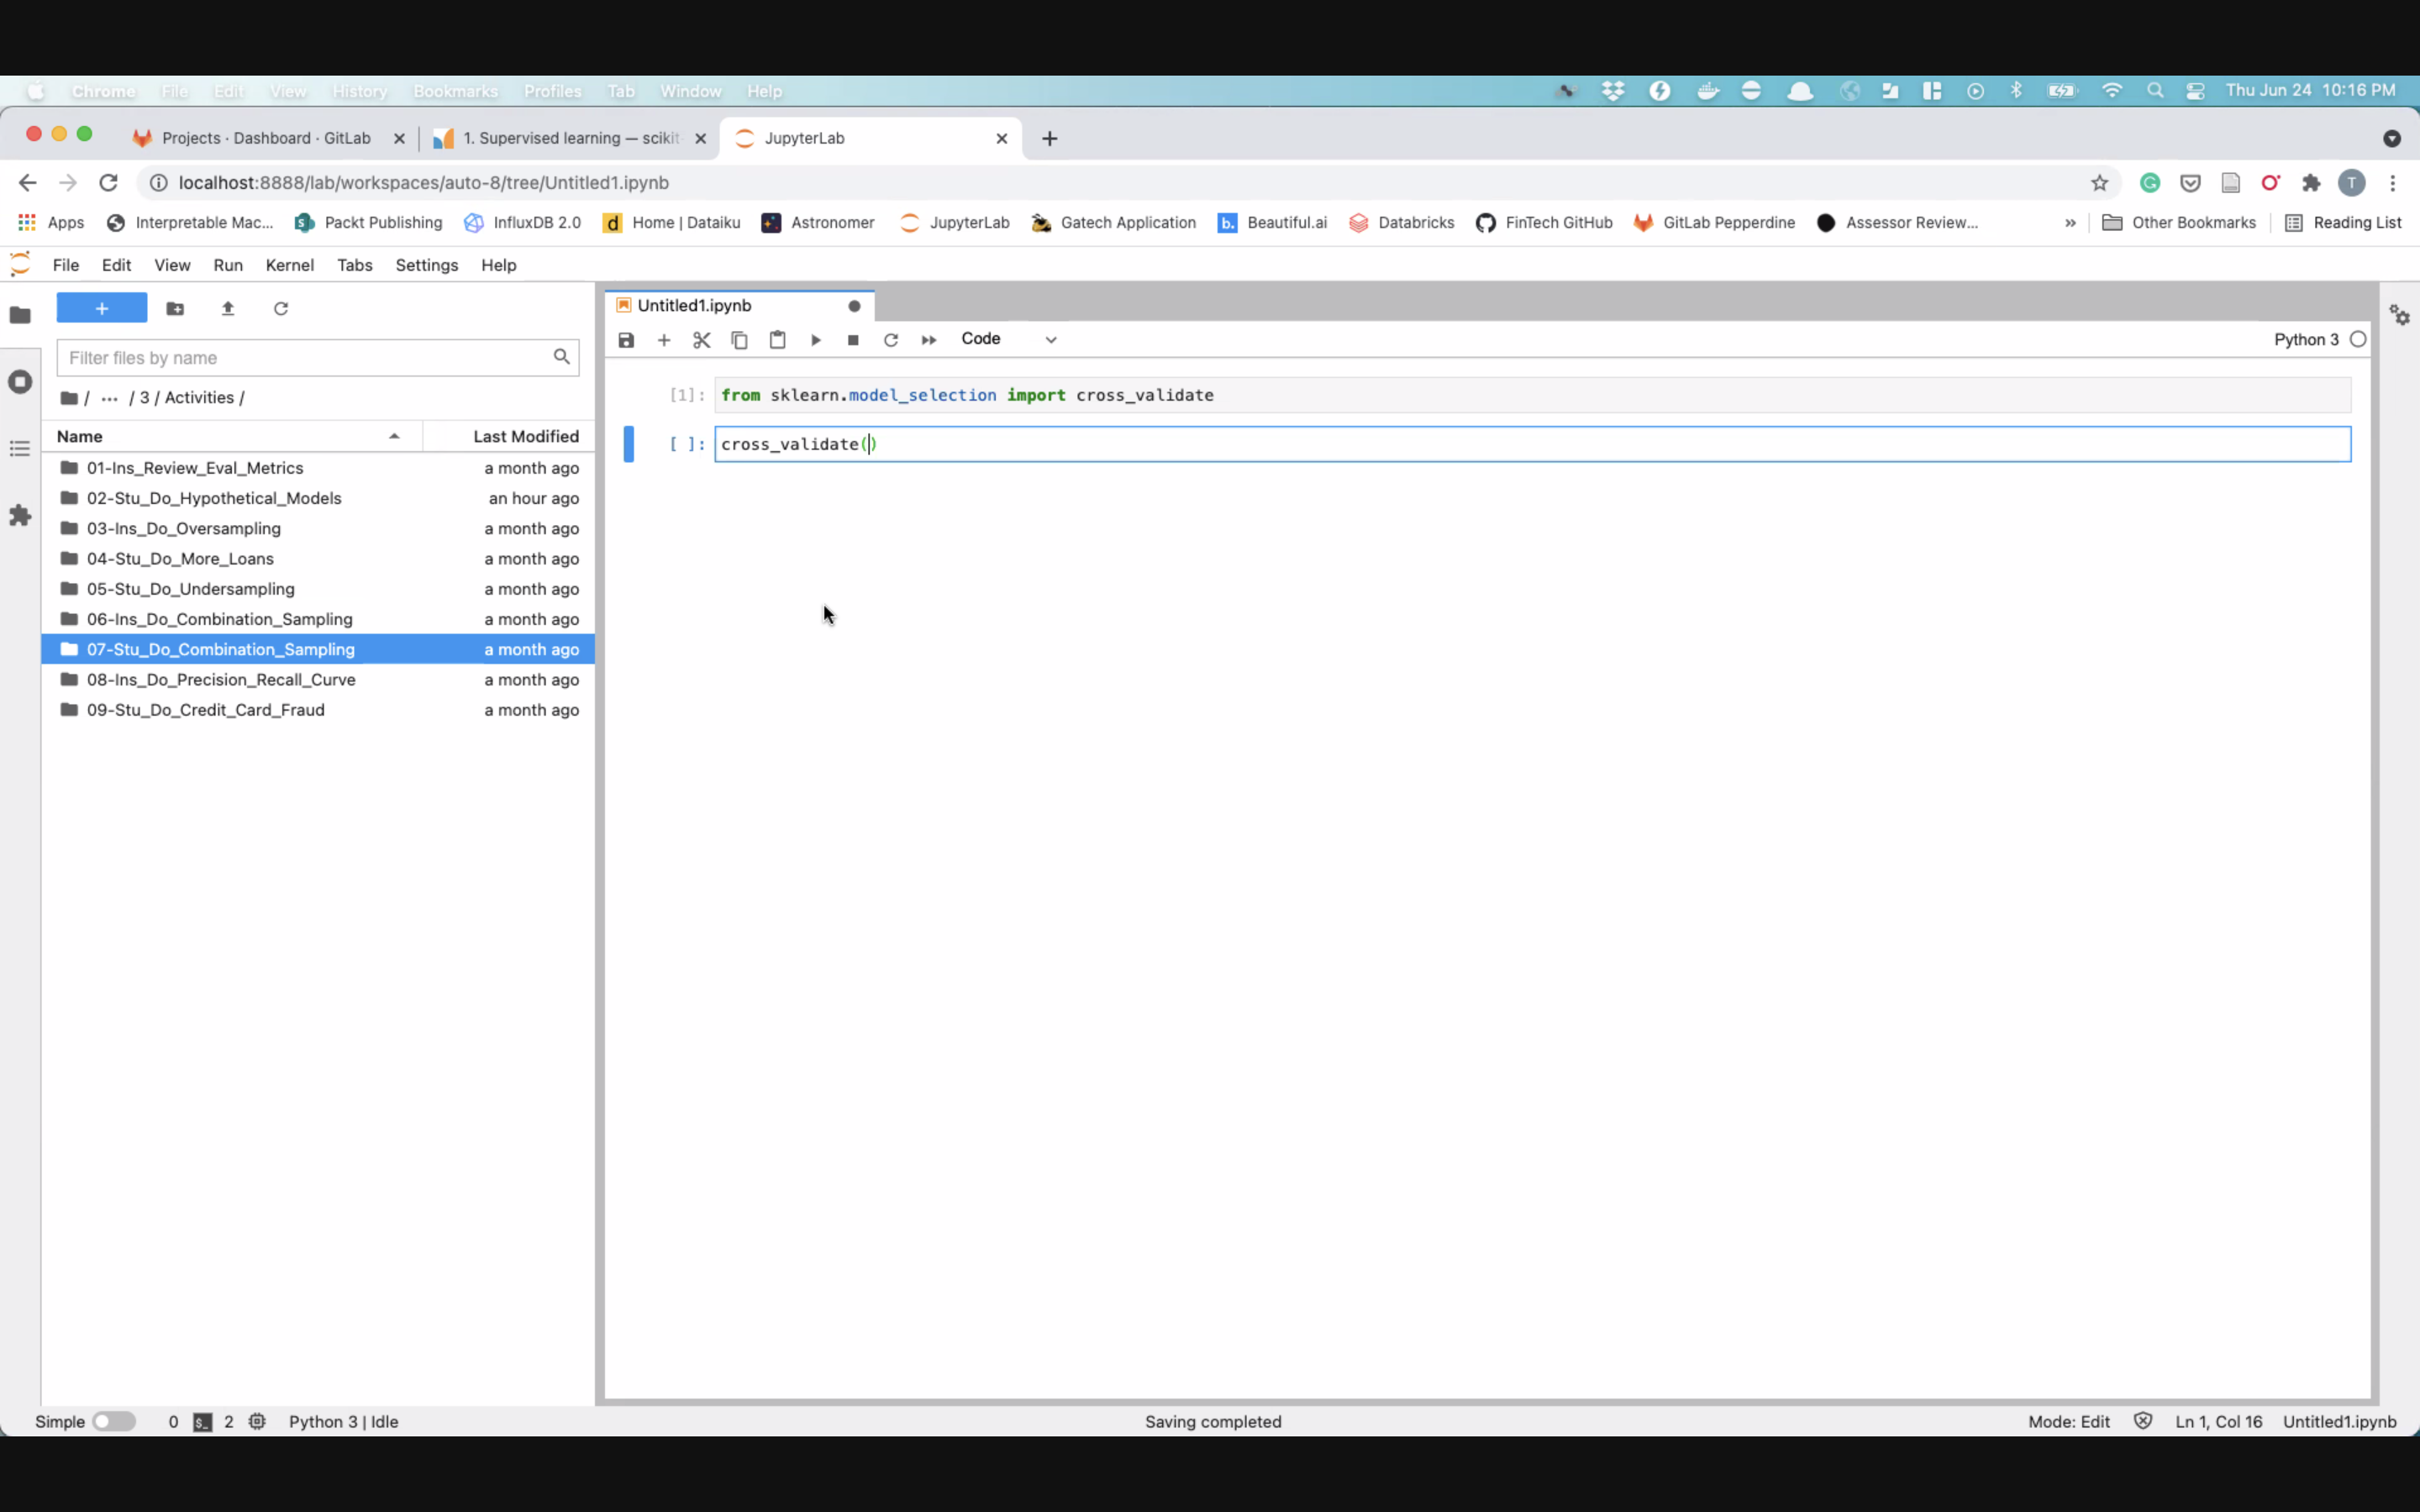 Chrome File Edit View History Bookmarks Profiles Tab Window Help Thu Jun 24 10:16 PM
Projects · Dashboard · GitLab 1. Supervised learning — scikit JupyterLab
localhost:8888/lab/workspaces/auto-8/tree/Untitled1.ipynb T
Apps Interpretable Mac... Packt Publishing InfluxDB 2.0 Home | Dataiku Astronomer JupyterLab Gatech Application Beautiful.ai Databricks FinTech GitHub GitLab Pepperdine Assessor Review... » Other Bookmarks Reading List
File Edit View Run Kernel Tabs Settings Help
Untitled1.ipynb
Code Python 3
Filter files by name
/ ··· / 3 / Activities /
Name Last Modified
01-Ins_Review_Eval_Metrics a month ago
02-Stu_Do_Hypothetical_Models an hour ago
03-Ins_Do_Oversampling a month ago
04-Stu_Do_More_Loans a month ago
05-Stu_Do_Undersampling a month ago
06-Ins_Do_Combination_Sampling a month ago
07-Stu_Do_Combination_Sampling a month ago
08-Ins_Do_Precision_Recall_Curve a month ago
09-Stu_Do_Credit_Card_Fraud a month ago
[1]: from sklearn.model_selection import cross_validate
[ ]: cross_validate()
Simple 0 $_ 2 Python 3 | Idle Saving completed Mode: Edit Ln 1, Col 16 Untitled1.ipynb